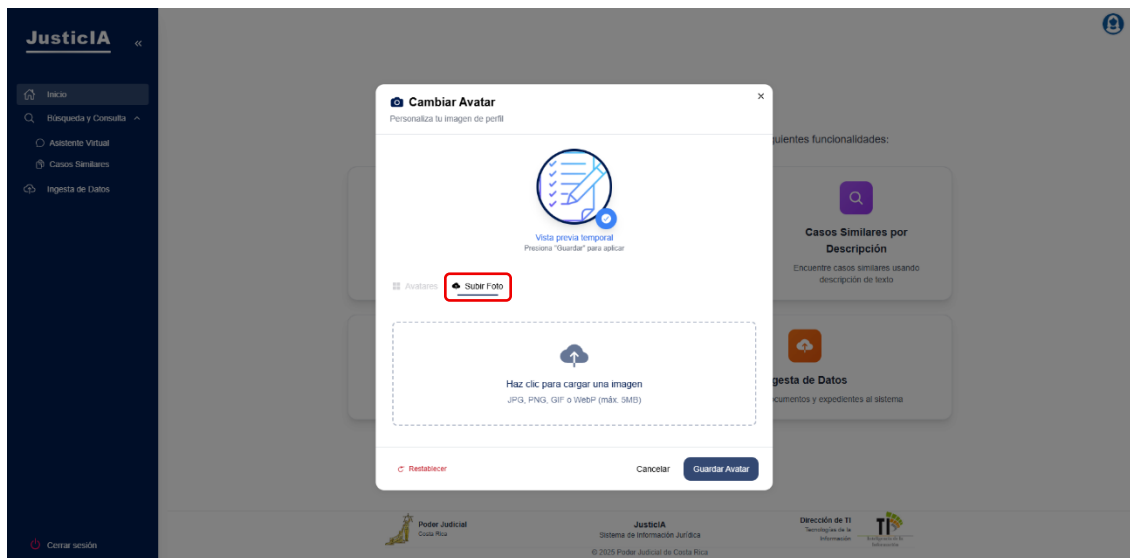 JusticIA «
Inicio
Búsqueda y Consulta
Asistente Virtual
Casos Similares
Ingesta de Datos
Cerrar sesión
Cambiar Avatar
Personaliza tu imagen de perfil
Vista previa temporal
Presiona "Guardar" para aplicar
Avatares
Subir Foto
Haz clic para cargar una imagen
JPG, PNG, GIF o WebP (máx. 5MB)
Restablecer
Cancelar
Guardar Avatar
funcionalidades:
Casos Similares por
Descripción
Encuentre casos similares usando
descripción de texto
de Datos
y expedientes al sistema
Poder Judicial
Costa Rica
JusticIA
Sistema de Información Jurídica
© 2025 Poder Judicial de Costa Rica
Dirección de TI
Tecnologías de la
Información
TI